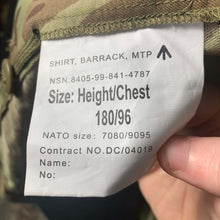 SHIRT, BARRACK, MTP
NSN:8405-99-841-4787
Size: Height/Chest
180/96
NATO size: 7080/9095
Contract NO.DC/04019
Name:
No: